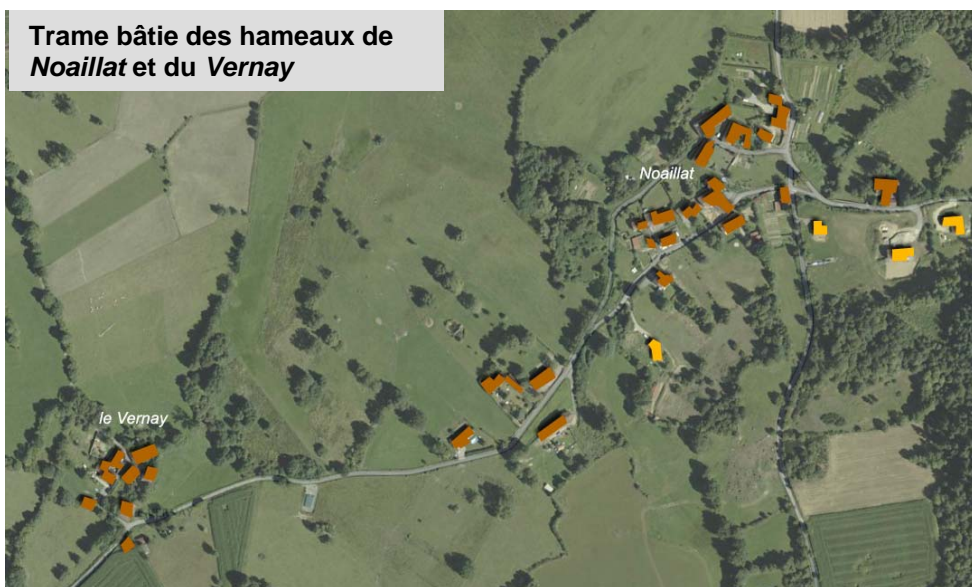 Trame bâtie des hameaux de
Noaillat et du Vernay
Noaillat
le Vernay